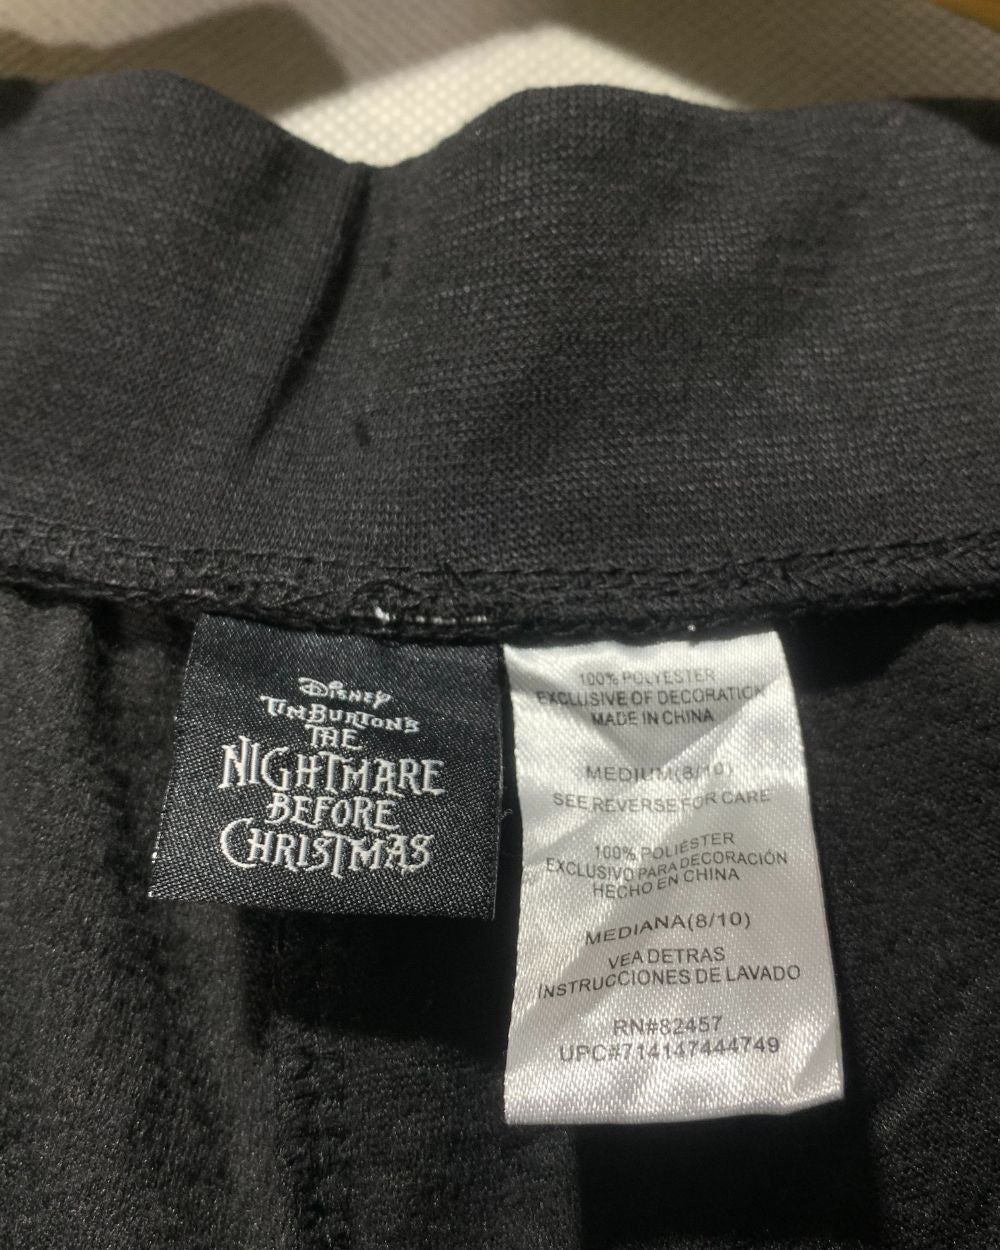 Disney
Tim Burton's
The
Nightmare
Before
Christmas
100% POLYESTER
EXCLUSIVE OF DECORATION
MADE IN CHINA
MEDIUM(8/10)
SEE REVERSE FOR CARE
100% POLIÉSTER
EXCLUSIVO PARA DECORACIÓN
HECHO EN CHINA
MEDIANA(8/10)
VEA DETRAS
INSTRUCCIONES DE LAVADO
RN#82457
UPC#714147444749